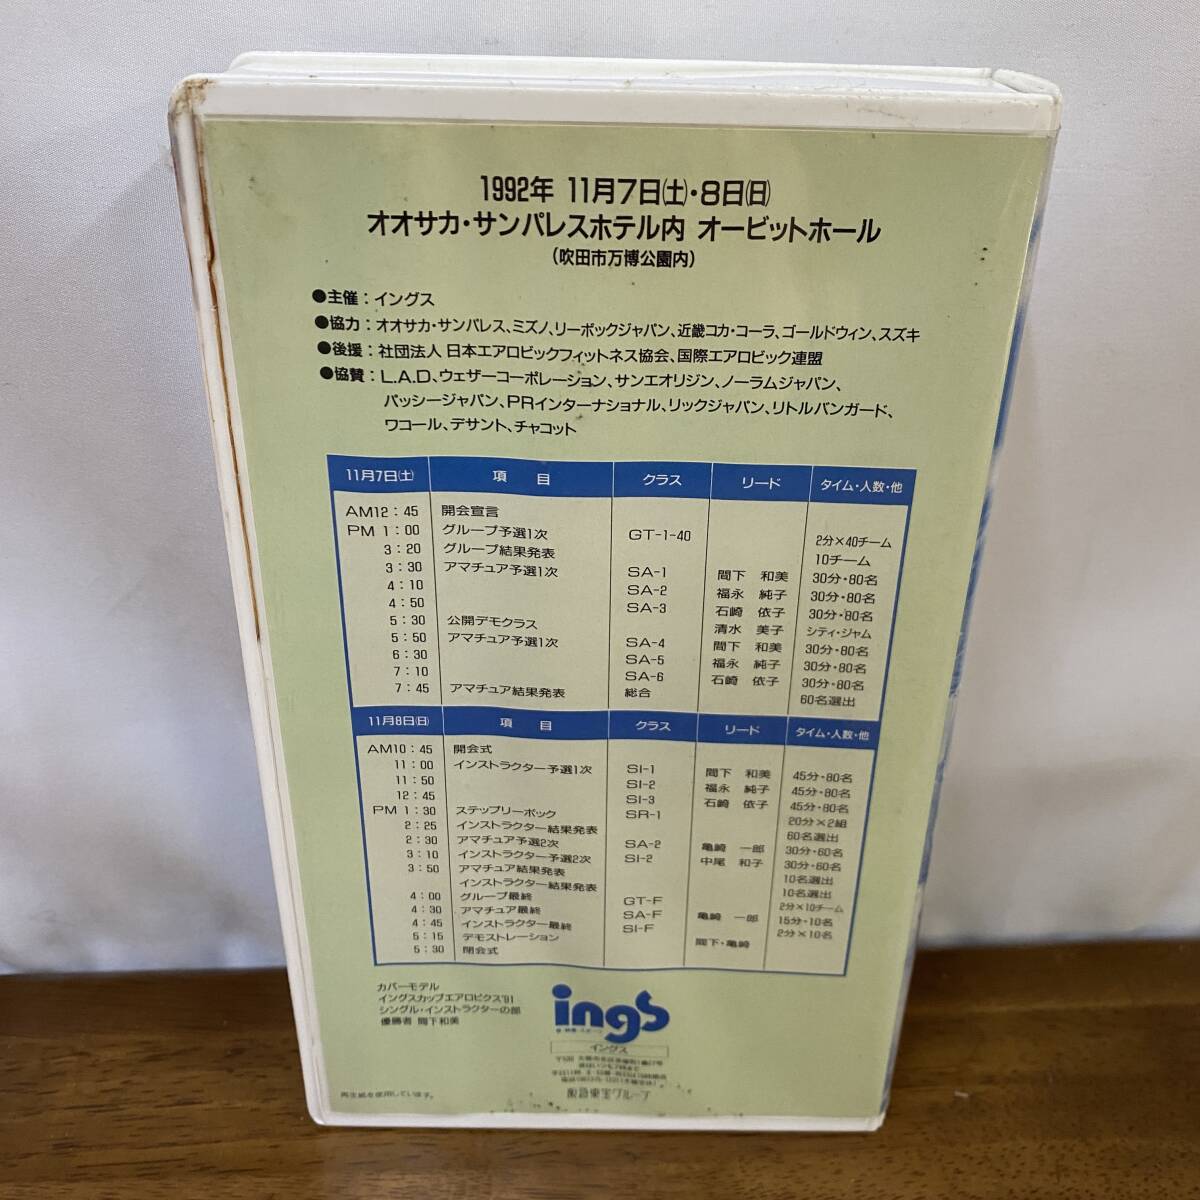 1992年 11月7日(土)・8日(日)
オオサカ・サンパレスホテル内 オービットホール
(吹田市万博公園内)
●主催：イングス
●協力：オオサカ・サンパレス、ミズノ、リーボックジャパン、近畿コカ・コーラ、ゴールドウィン、スズキ
●後援：社団法人 日本エアロビックフィットネス協会、国際エアロビック連盟
●協賛：L.A.D、ウェザーコーポレーション、サンエオリジン、ノーラムジャパン、
パッシージャパン、PRインターナショナル、リックジャパン、リトルバンガード、
ワコール、デサント、チャコット
11月7日(土) 項目 クラス リード タイム・人数・他
AM12：45 開会宣言
PM 1：00 グループ予選1次 GT-1-40 2分×40チーム
3：20 グループ結果発表 10チーム
3：30 アマチュア予選1次 SA-1 間下 和美 30分・80名
4：10 SA-2 福永 純子 30分・80名
4：50 SA-3 石崎 依子 30分・80名
5：30 公開デモクラス 清水 美子 シティ・ジャム
5：50 アマチュア予選1次 SA-4 間下 和美 30分・80名
6：30 SA-5 福永 純子 30分・80名
7：10 SA-6 石崎 依子 30分・80名
7：45 アマチュア結果発表 総合 60名選出
11月8日(日) 項目 クラス リード タイム・人数・他
AM10：45 開会式
11：00 インストラクター予選1次 SI-1 間下 和美 45分・80名
11：50 SI-2 福永 純子 45分・80名
12：45 SI-3 石崎 依子 45分・80名
PM 1：30 ステップリーボック SR-1 20分×2組
2：25 インストラクター結果発表 60名選出
2：30 アマチュア予選2次 SA-2 亀崎 一郎 30分・60名
3：10 インストラクター予選2次 SI-2 中尾 和子 30分・60名
3：50 アマチュア結果発表 10名選出
インストラクター結果発表 10名選出
4：00 グループ最終 GT-F 2分×10チーム
4：30 アマチュア最終 SA-F 亀崎 一郎 15分・10名
4：45 インストラクター最終 SI-F 2分×10名
5：15 デモストレーション 間下・亀崎
5：30 閉会式
カバーモデル
イングスカップエアロビクス'91
シングル・インストラクターの部
優勝者 間下和美
ings
イングス
阪急東宝グループ
再生紙を使用しています。